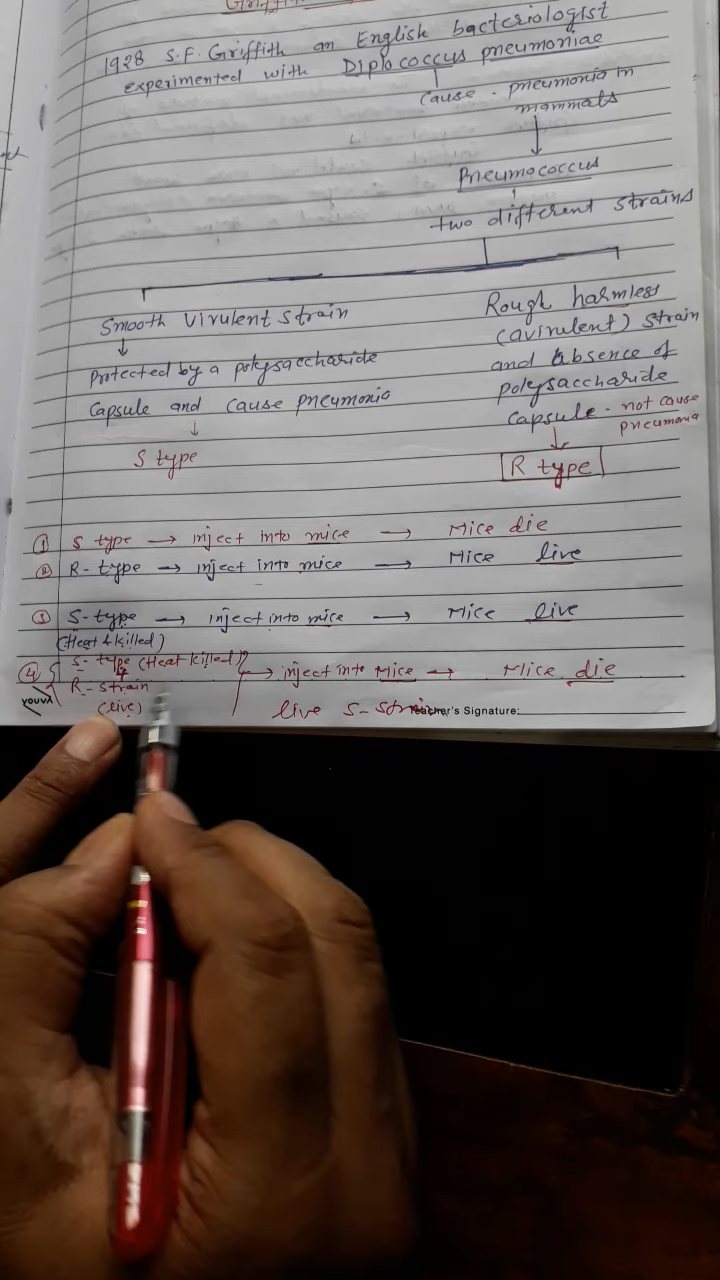 1928 S.F. Griffith an English bacteriologist
experimented with Diplococcus pneumoniae
Cause - pneumonia in
mammals
Pneumococcus
two different strains
Smooth Virulent strain
Protected by a polysaccharide
Capsule and cause pneumonia
S type
Rough harmless
(avirulent) strain
and Absence of
polysaccharide
Capsule - not cause
pneumonia
R type
① S type → inject into mice → Mice die
② R-type → inject into mice → Mice live
③ S-type → inject into mice → Mice live
(Heat & killed)
④ S-type (Heat killed) → inject into Mice → Mice die
R-strain
(live)
live S-strain
youva
Teacher's Signature: